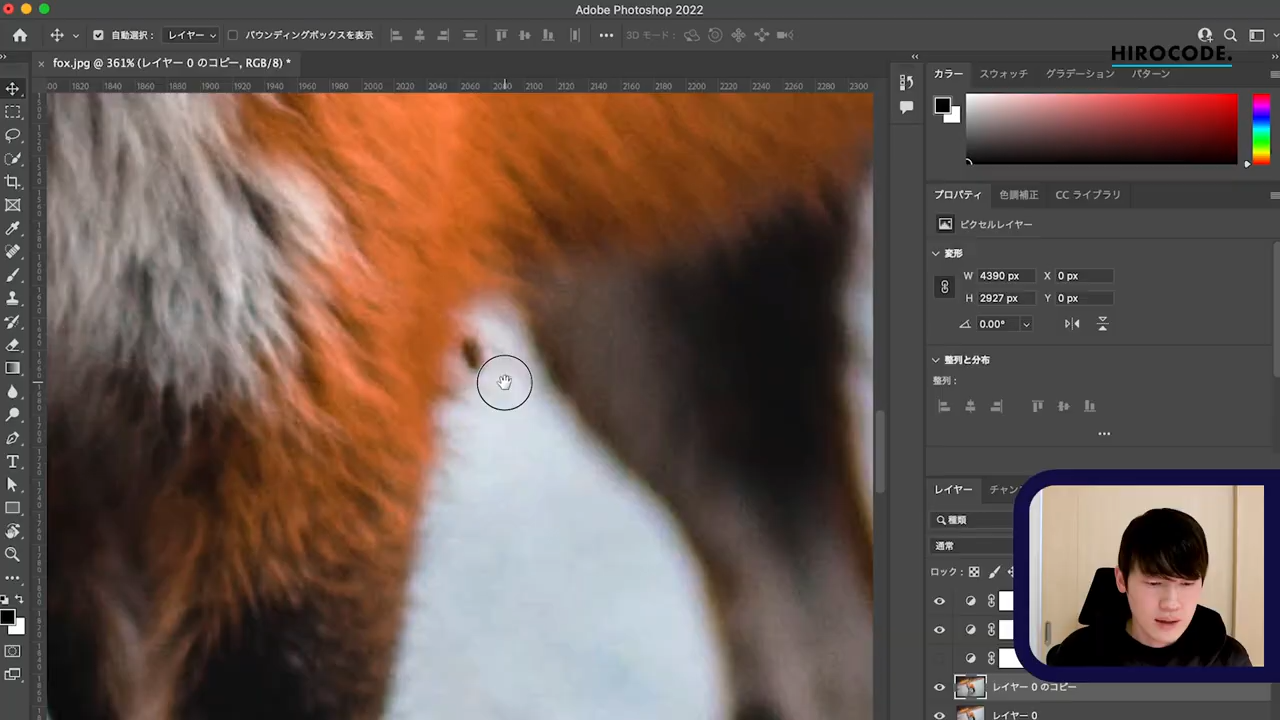 Adobe Photoshop 2022
自動選択： レイヤー バウンディングボックスを表示 3D モード：
HIROCODE.
fox.jpg @ 361% (レイヤー 0 のコピー, RGB/8) *
カラー スウォッチ グラデーション パターン
1820 1840 1860 1880 1900 1920 1940 1960 1980 2000 2020 2040 2060 2080 2100 2120 2140 2160 2180 2200 2220 2240 2260 2280 2300
プロパティ 色調補正 CC ライブラリ
ピクセルレイヤー
変形
W 4390 px X 0 px
H 2927 px Y 0 px
0.00°
整列と分布
整列：
レイヤー チャン
種類
通常
ロック：
レイヤー 0 のコピー
レイヤー 0